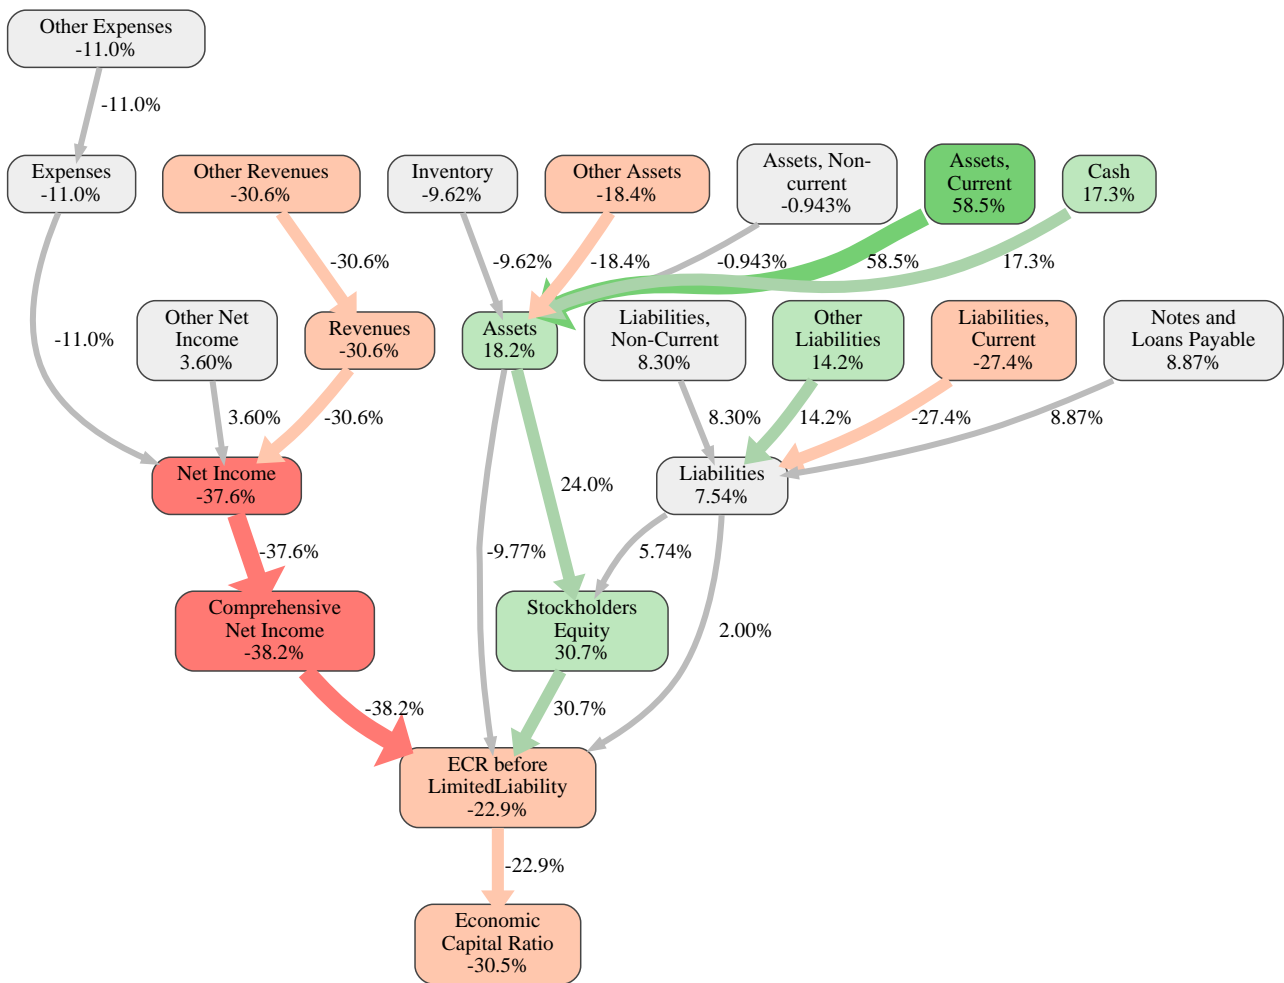 Other Expenses
-11.0%
-11.0%
Expenses
-11.0%
Other Revenues
-30.6%
Inventory
-9.62%
Other Assets
-18.4%
Assets, Non-
current
-0.943%
Assets,
Current
58.5%
Cash
17.3%
-30.6%
-9.62%
-18.4%
-0.943%
58.5%
17.3%
-11.0%
Other Net
Income
3.60%
Revenues
-30.6%
Assets
18.2%
Liabilities,
Non-Current
8.30%
Other
Liabilities
14.2%
Liabilities,
Current
-27.4%
Notes and
Loans Payable
8.87%
3.60%
-30.6%
8.30%
14.2%
-27.4%
8.87%
Net Income
-37.6%
24.0%
Liabilities
7.54%
-37.6%
-9.77%
5.74%
2.00%
Comprehensive
Net Income
-38.2%
Stockholders
Equity
30.7%
-38.2%
30.7%
ECR before
LimitedLiability
-22.9%
-22.9%
Economic
Capital Ratio
-30.5%